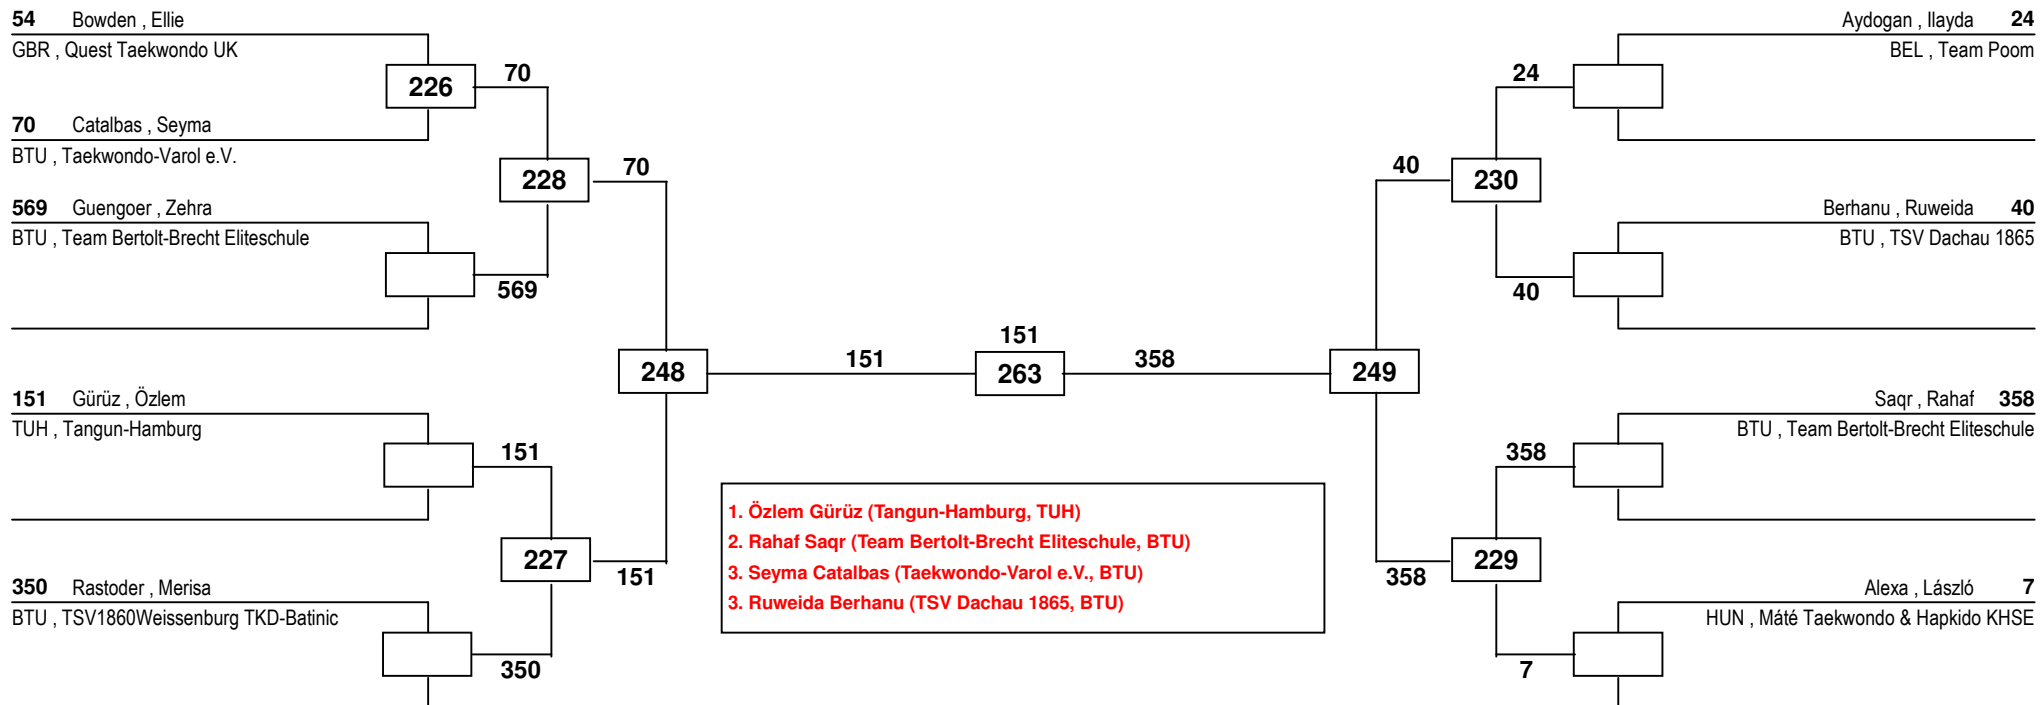 54 Bowden , Ellie
GBR , Quest Taekwondo UK
226
70
70 Catalbas , Seyma
BTU , Taekwondo-Varol e.V.
228
70
569 Guengoer , Zehra
BTU , Team Bertolt-Brecht Eliteschule
569
248
151
151
263
358
249
151 Gürüz , Özlem
TUH , Tangun-Hamburg
151
227
151
350 Rastoder , Merisa
BTU , TSV1860Weissenburg TKD-Batinic
350
1. Özlem Gürüz (Tangun-Hamburg, TUH)
2. Rahaf Saqr (Team Bertolt-Brecht Eliteschule, BTU)
3. Seyma Catalbas (Taekwondo-Varol e.V., BTU)
3. Ruweida Berhanu (TSV Dachau 1865, BTU)
Aydogan , Ilayda 24
BEL , Team Poom
24
40
230
Berhanu , Ruweida 40
BTU , TSV Dachau 1865
40
Saqr , Rahaf 358
BTU , Team Bertolt-Brecht Eliteschule
358
358
229
Alexa , László 7
HUN , Máté Taekwondo & Hapkido KHSE
7